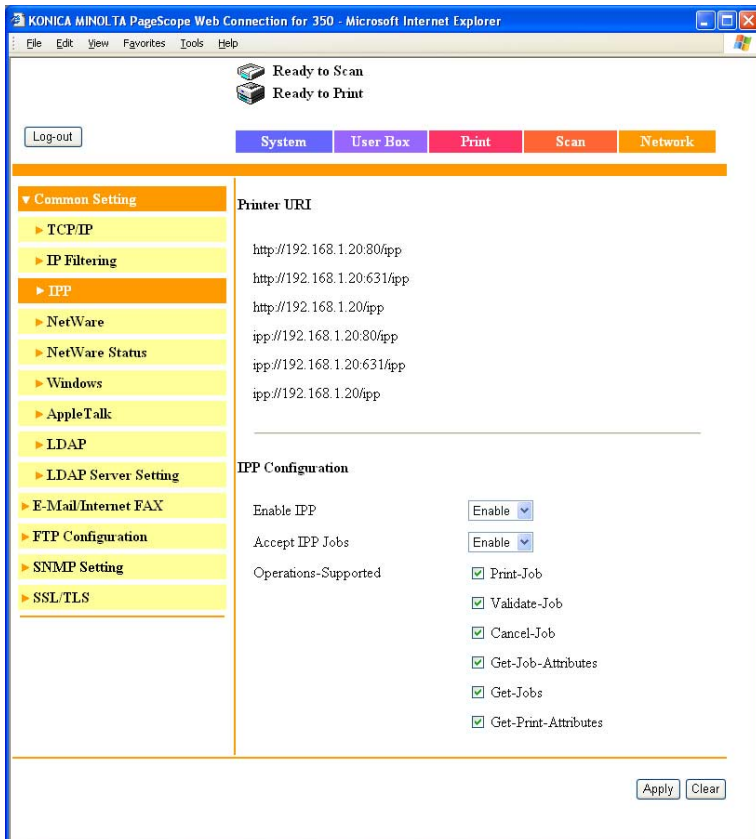 KONICA MINOLTA PageScope Web Connection for 350 - Microsoft Internet Explorer
File Edit View Favorites Tools Help
Ready to Scan
Ready to Print
Log-out
System User Box Print Scan Network
▼ Common Setting
► TCP/IP
► IP Filtering
► IPP
► NetWare
► NetWare Status
► Windows
► AppleTalk
► LDAP
► LDAP Server Setting
► E-Mail/Internet FAX
► FTP Configuration
► SNMP Setting
► SSL/TLS
Printer URI
http://192.168.1.20:80/ipp
http://192.168.1.20:631/ipp
http://192.168.1.20/ipp
ipp://192.168.1.20:80/ipp
ipp://192.168.1.20:631/ipp
ipp://192.168.1.20/ipp
IPP Configuration
Enable IPP Enable
Accept IPP Jobs Enable
Operations-Supported Print-Job
Validate-Job
Cancel-Job
Get-Job-Attributes
Get-Jobs
Get-Print-Attributes
Apply Clear